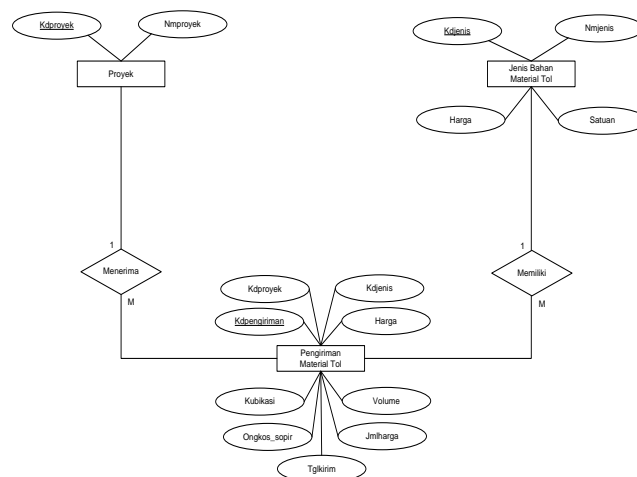 Kdproyek
Nmproyek
Proyek
Kdjenis
Nmjenis
Jenis Bahan
Material Tol
Harga
Satuan
1
Menerima
M
1
Memiliki
M
Kdproyek
Kdjenis
Kdpengiriman
Harga
Pengiriman
Material Tol
Kubikasi
Volume
Ongkos_sopir
Jmlharga
Tglkirim